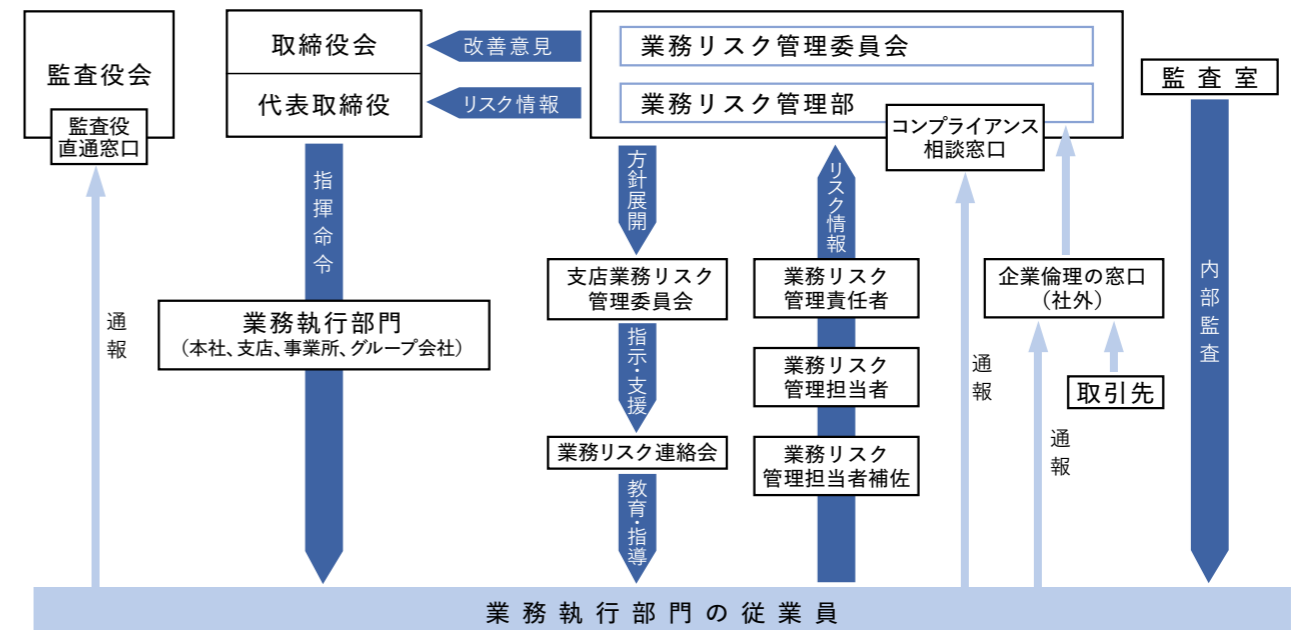 監査役会
監査役
直通窓口
取締役会
代表取締役
改善意見
リスク情報
業務リスク管理委員会
業務リスク管理部
コンプライアンス
相談窓口
監査室
指揮命令
方針展開
リスク情報
支店業務リスク
管理委員会
業務リスク
管理責任者
企業倫理の窓口
（社外）
内部監査
通報
業務執行部門
（本社、支店、事業所、グループ会社）
指示・支援
業務リスク
管理担当者
通報
取引先
業務リスク連絡会
業務リスク
管理担当者補佐
通報
教育・指導
業務執行部門の従業員